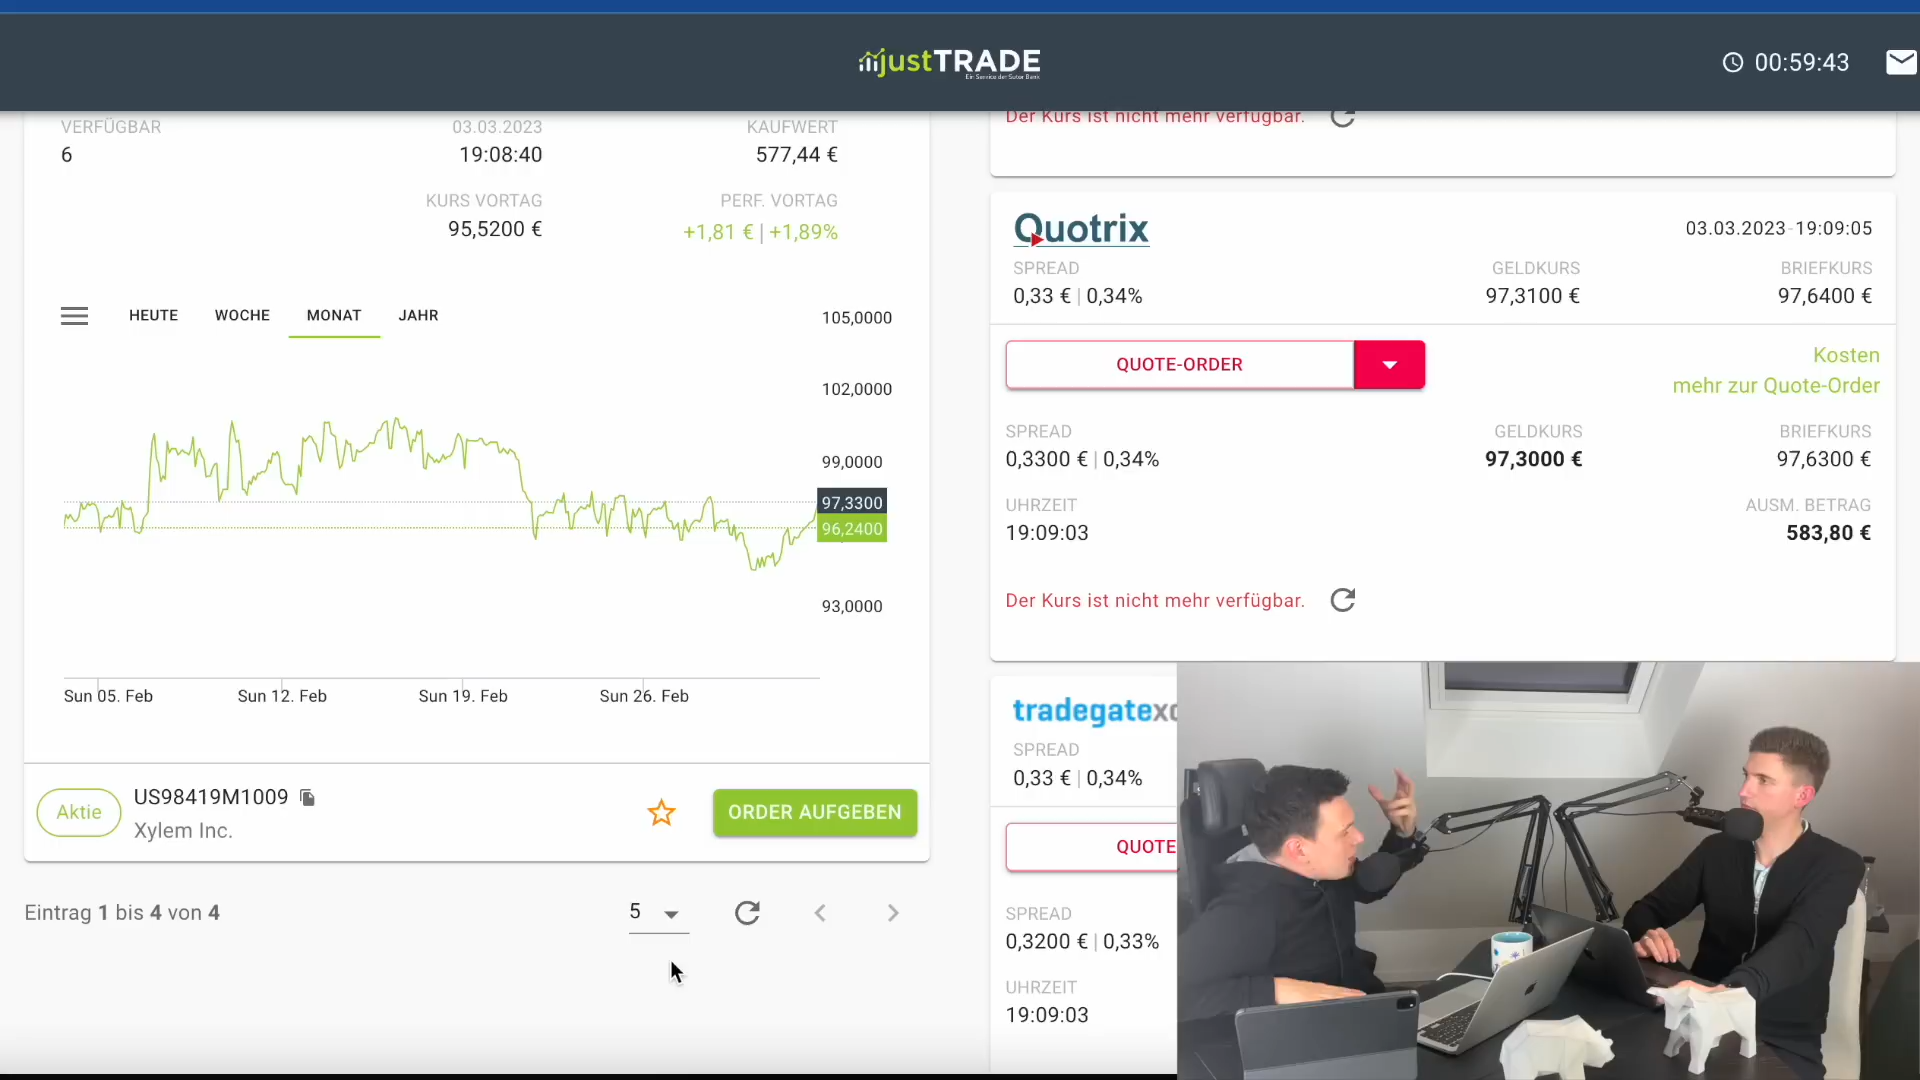 justTRADE
Ein Service der Sutor Bank
00:59:43
VERFÜGBAR
6
03.03.2023
19:08:40
KAUFWERT
577,44 €
KURS VORTAG
95,5200 €
PERF. VORTAG
+1,81 € | +1,89%
HEUTE WOCHE MONAT JAHR
105,0000
102,0000
99,0000
97,3300
96,2400
93,0000
Sun 05. Feb Sun 12. Feb Sun 19. Feb Sun 26. Feb
Aktie
US98419M1009
Xylem Inc.
ORDER AUFGEBEN
Eintrag 1 bis 4 von 4
5
Der Kurs ist nicht mehr verfügbar.
Quotrix
03.03.2023-19:09:05
SPREAD GELDKURS BRIEFKURS
0,33 € | 0,34% 97,3100 € 97,6400 €
QUOTE-ORDER
Kosten
mehr zur Quote-Order
SPREAD GELDKURS BRIEFKURS
0,3300 € | 0,34% 97,3000 € 97,6300 €
UHRZEIT AUSM. BETRAG
19:09:03 583,80 €
Der Kurs ist nicht mehr verfügbar.
tradegatexc
SPREAD
0,33 € | 0,34%
QUOTE
SPREAD
0,3200 € | 0,33%
UHRZEIT
19:09:03